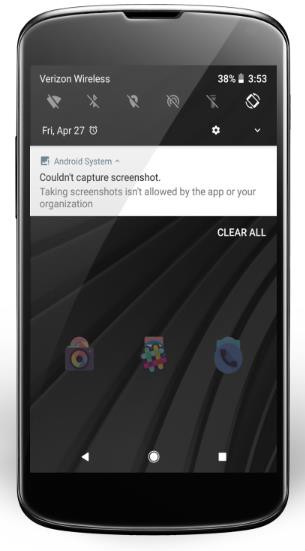 Verizon Wireless 38% 3:53
Fri, Apr 27
Android System
Couldn't capture screenshot.
Taking screenshots isn't allowed by the app or your
organization
CLEAR ALL